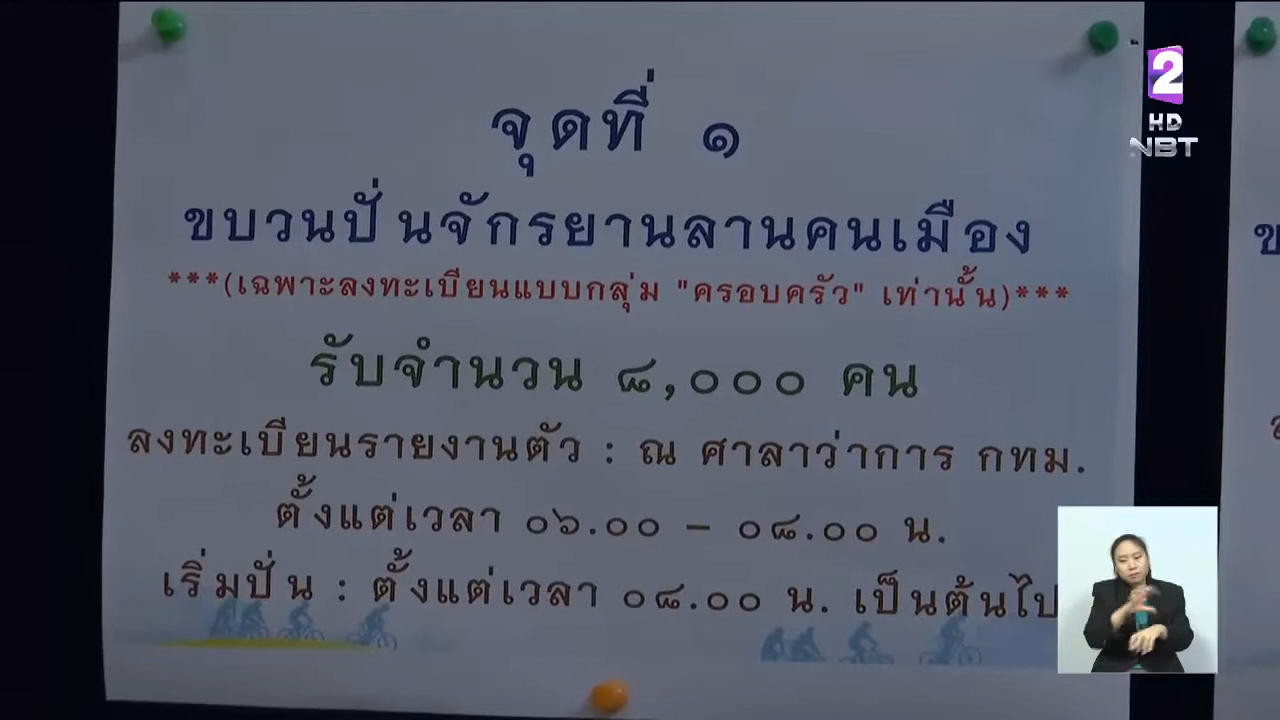 จุดที่ ๑
ขบวนปั่นจักรยานลานคนเมือง
***(เฉพาะลงทะเบียนแบบกลุ่ม "ครอบครัว" เท่านั้น)***
รับจำนวน ๘,๐๐๐ คน
ลงทะเบียนรายงานตัว : ณ ศาลาว่าการ กทม.
ตั้งแต่เวลา ๐๖.๐๐ - ๐๘.๐๐ น.
เริ่มปั่น : ตั้งแต่เวลา ๐๘.๐๐ น. เป็นต้นไป
2
HD
NBT